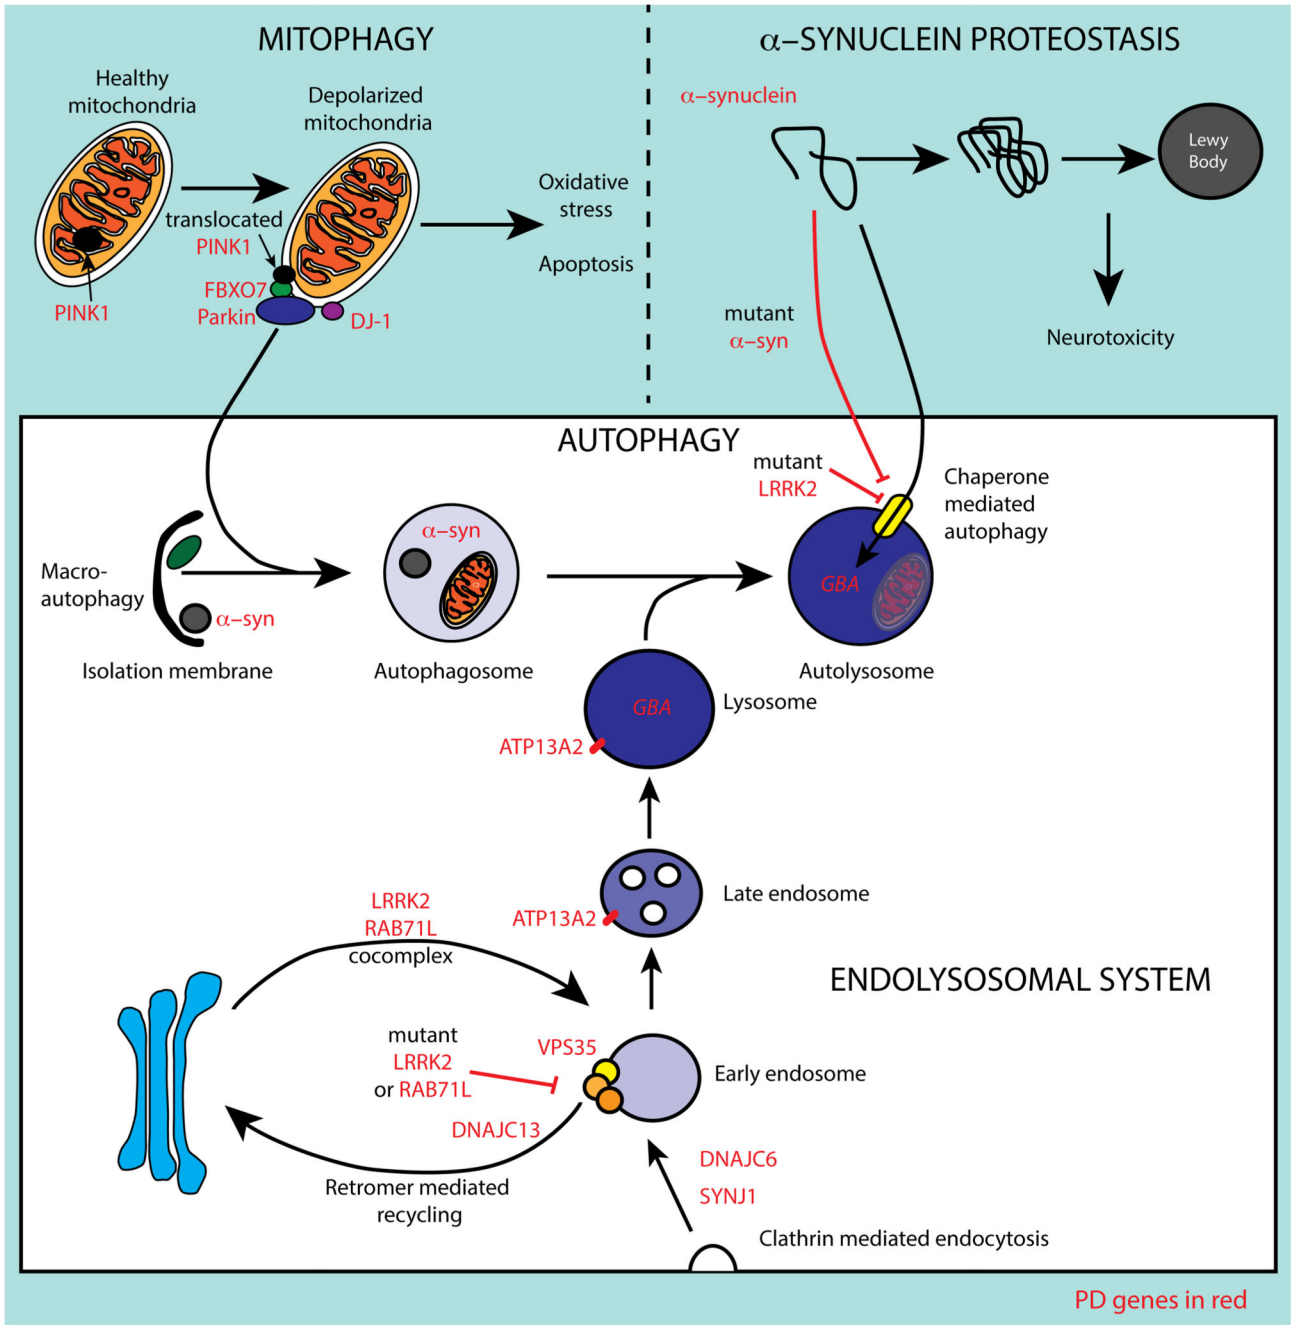 MITOPHAGY
Healthy
mitochondria
Depolarized
mitochondria
translocated
PINK1
PINK1
FBXO7
Parkin
DJ-1
Oxidative
stress
Apoptosis
α–SYNUCLEIN PROTEOSTASIS
α–synuclein
Lewy
Body
mutant
α–syn
Neurotoxicity
AUTOPHAGY
mutant
LRRK2
Chaperone
mediated
autophagy
Macro-
autophagy
α–syn
Isolation membrane
α–syn
Autophagosome
GBA
Autolysosome
GBA
Lysosome
ATP13A2
Late endosome
ATP13A2
LRRK2
RAB71L
cocomplex
ENDOLYSOSOMAL SYSTEM
mutant
LRRK2
or RAB71L
VPS35
Early endosome
DNAJC13
Retromer mediated
recycling
DNAJC6
SYNJ1
Clathrin mediated endocytosis
PD genes in red